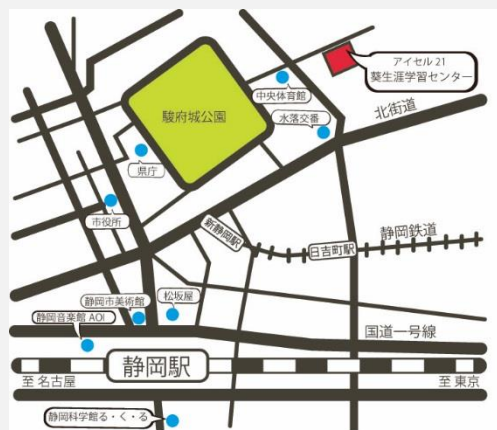 アイセル21
葵生涯学習センター
中央体育館
北街道
駿府城公園
水落交番
県庁
市役所
新静岡駅
日吉町駅
静岡鉄道
静岡市美術館
松坂屋
静岡音楽館 AOI
国道一号線
静岡駅
至 名古屋
至 東京
静岡科学館る・く・る